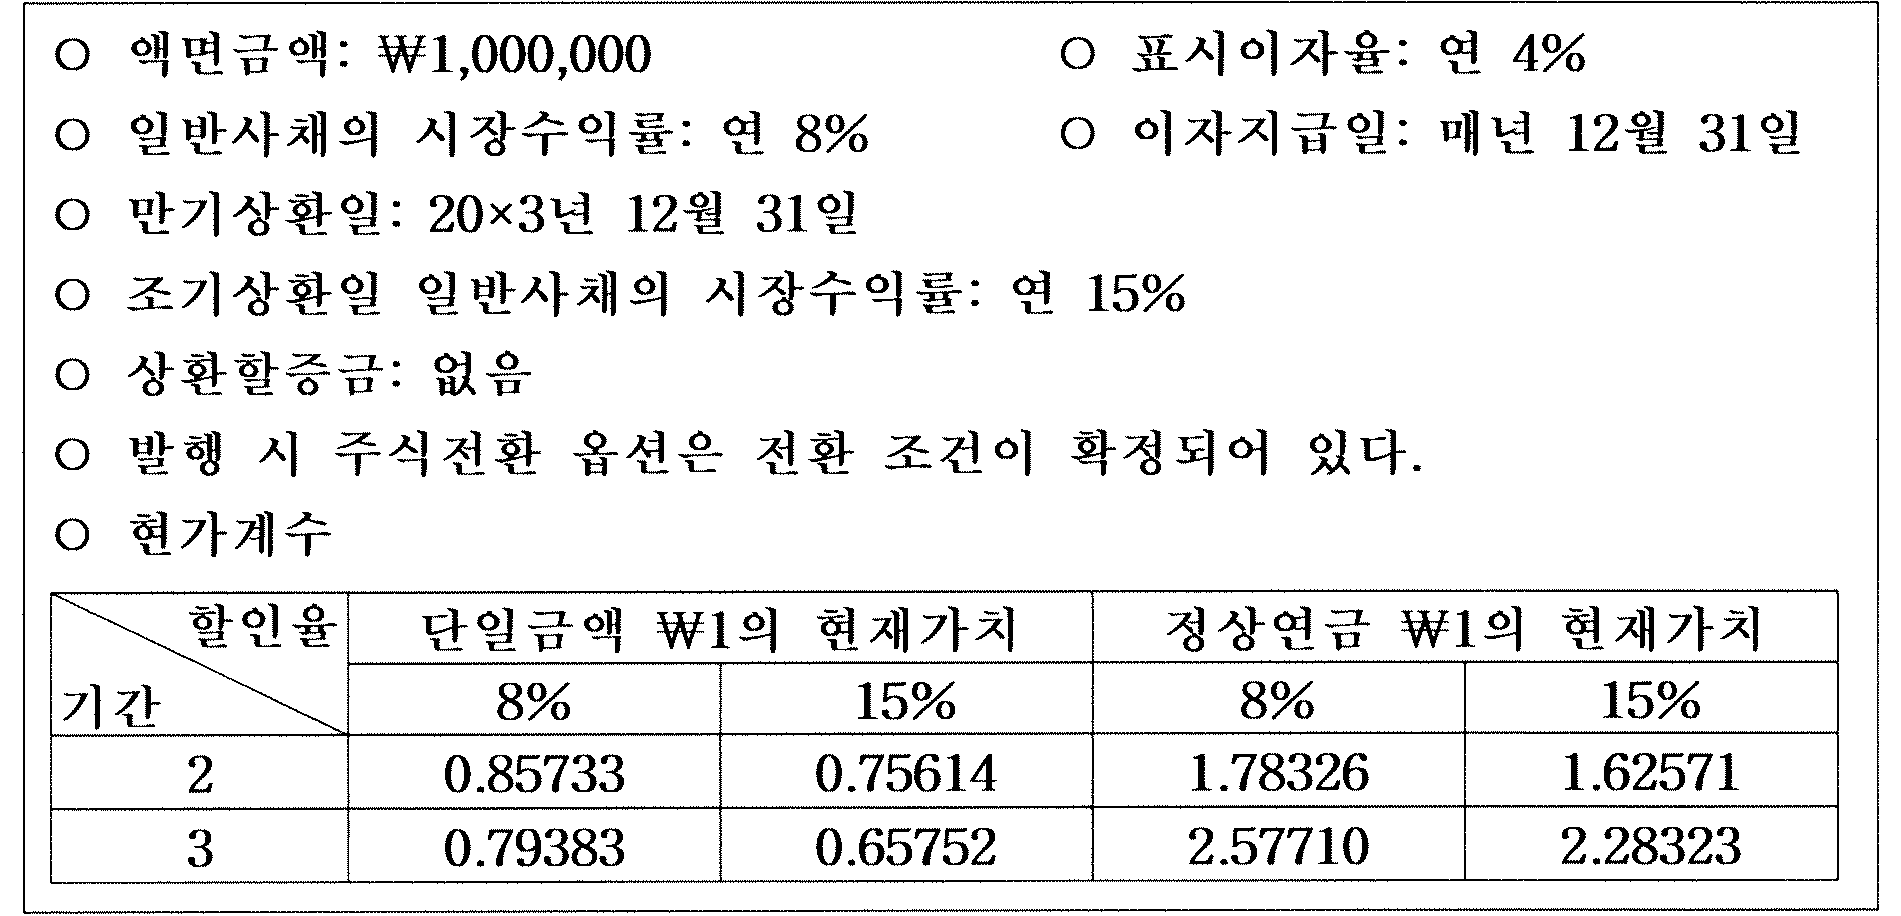 ○ 액면금액: ₩1,000,000 ○ 표시이자율: 연 4%
○ 일반사채의 시장수익률: 연 8% ○ 이자지급일: 매년 12월 31일
○ 만기상환일: 20×3년 12월 31일
○ 조기상환일 일반사채의 시장수익률: 연 15%
○ 상환할증금: 없음
○ 발행 시 주식전환 옵션은 전환 조건이 확정되어 있다.
○ 현가계수
할인율 단일금액 ₩1의 현재가치 정상연금 ₩1의 현재가치
기간 8% 15% 8% 15%
2 0.85733 0.75614 1.78326 1.62571
3 0.79383 0.65752 2.57710 2.28323